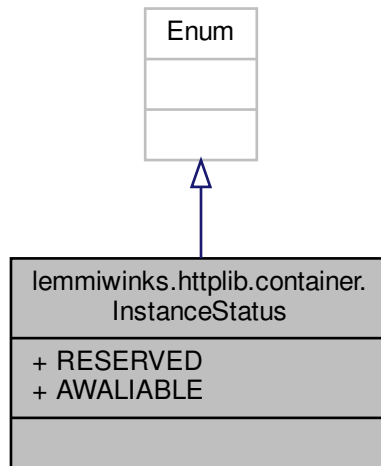 Enum
lemmiwinks.httplib.container.
InstanceStatus
+ RESERVED
+ AWALIABLE